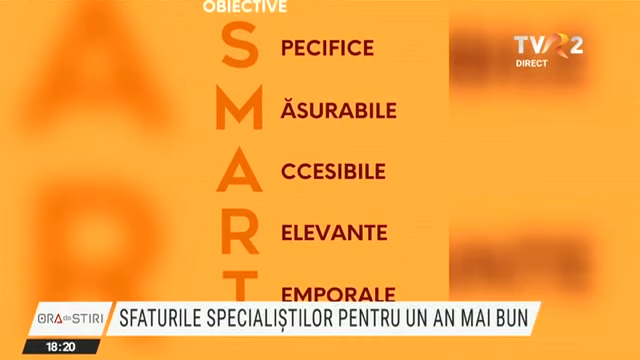 OBIECTIVE
SPECIFICE
MĂSURABILE
ACCESIBILE
RELEVANTE
TEMPORALE
TVR2
DIRECT
ORA de ȘTIRI
SFATURILE SPECIALIȘTILOR PENTRU UN AN MAI BUN
18:20